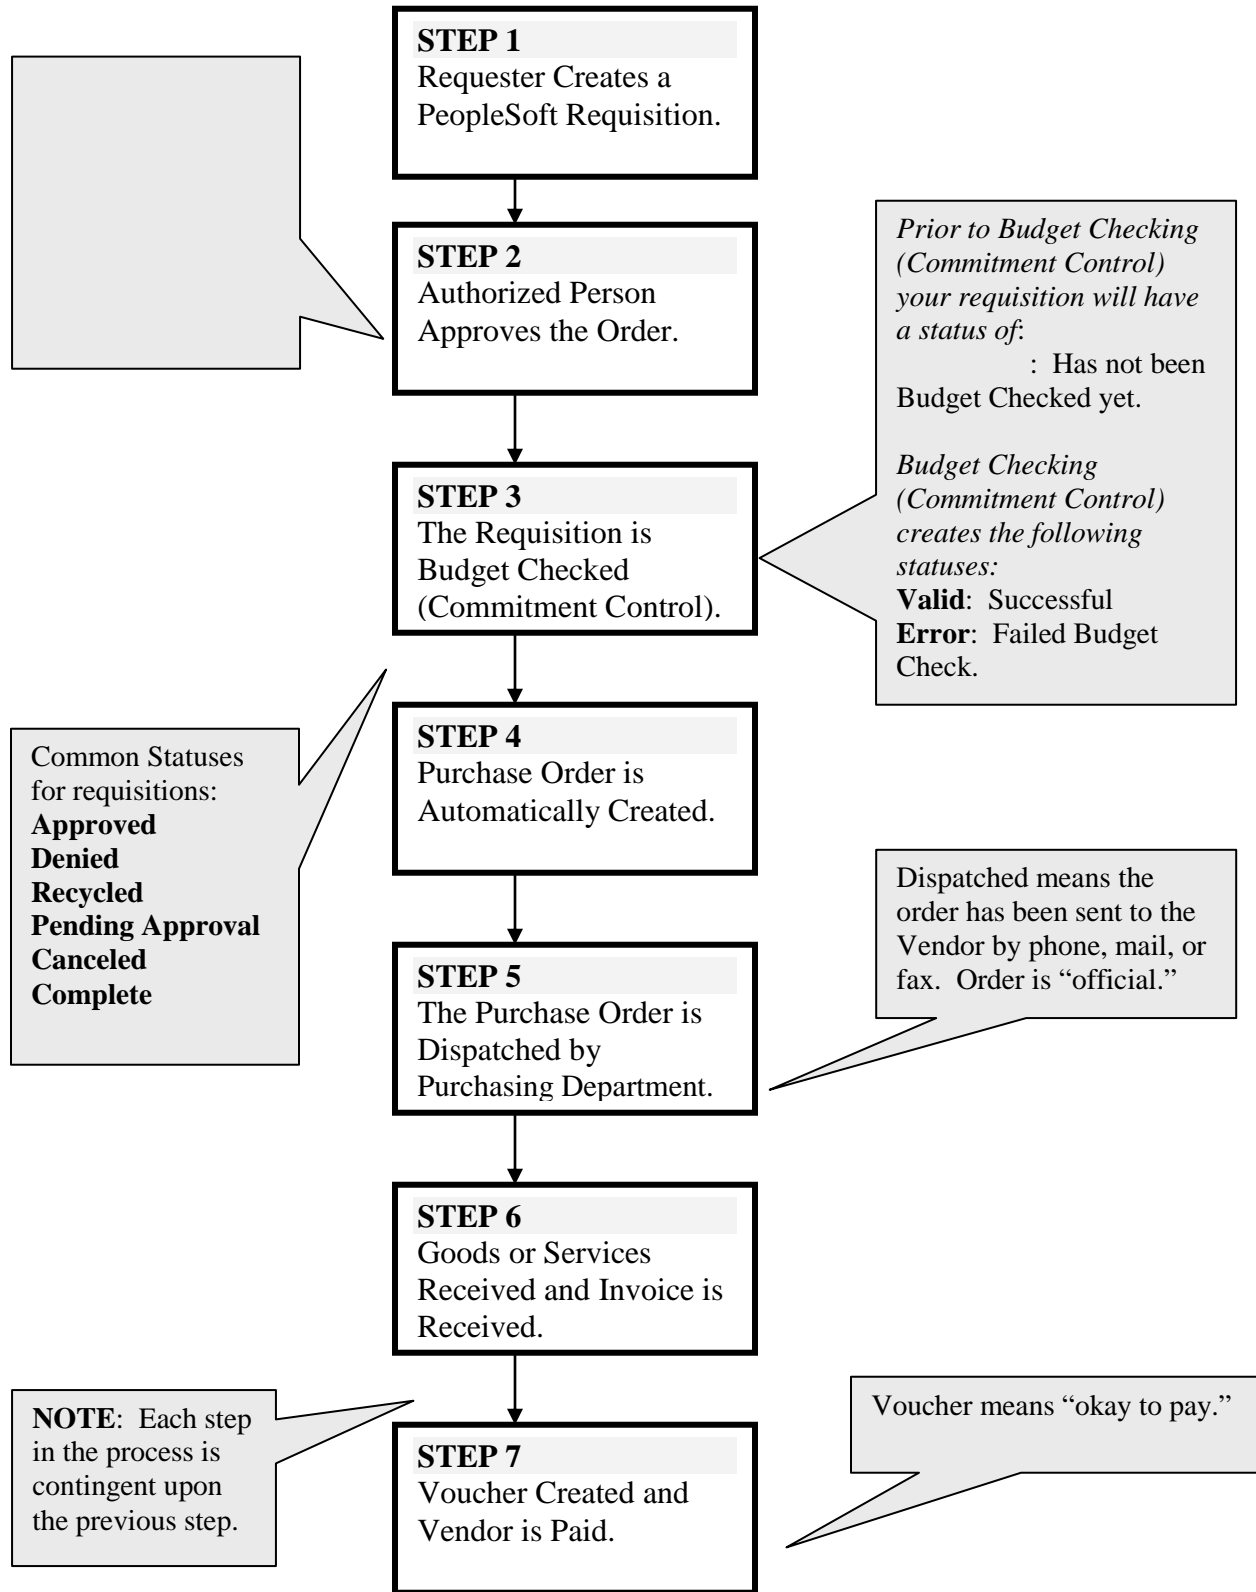 STEP 1
Requester Creates a
PeopleSoft Requisition.
STEP 2
Authorized Person
Approves the Order.
Prior to Budget Checking
(Commitment Control)
your requisition will have
a status of:
:  Has not been
Budget Checked yet.
Budget Checking
(Commitment Control)
creates the following
statuses:
Valid:  Successful
Error:  Failed Budget
Check.
STEP 3
The Requisition is
Budget Checked
(Commitment Control).
Common Statuses
for requisitions:
Approved
Denied
Recycled
Pending Approval
Canceled
Complete
STEP 4
Purchase Order is
Automatically Created.
Dispatched means the
order has been sent to the
Vendor by phone, mail, or
fax.  Order is “official.”
STEP 5
The Purchase Order is
Dispatched by
Purchasing Department.
STEP 6
Goods or Services
Received and Invoice is
Received.
NOTE:  Each step
in the process is
contingent upon
the previous step.
Voucher means “okay to pay.”
STEP 7
Voucher Created and
Vendor is Paid.